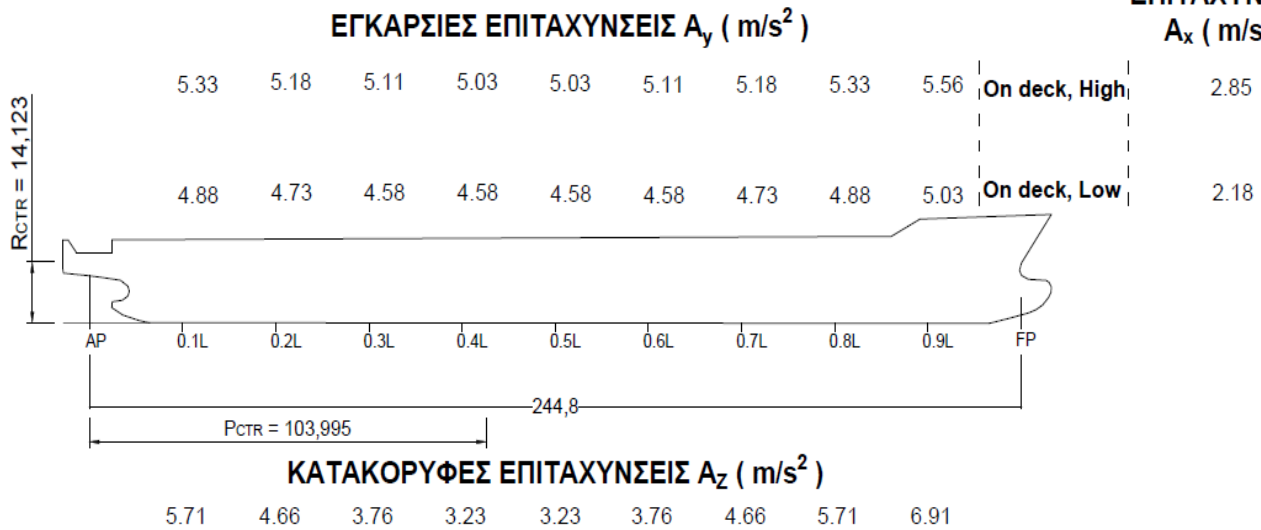 ΕΓΚΑΡΣΙΕΣ ΕΠΙΤΑΧΥΝΣΕΙΣ Ay ( m/s² )
Ax ( m/s
5.33 5.18 5.11 5.03 5.03 5.11 5.18 5.33 5.56 On deck, High 2.85
RCTR = 14,123
4.88 4.73 4.58 4.58 4.58 4.58 4.73 4.88 5.03 On deck, Low 2.18
AP 0.1L 0.2L 0.3L 0.4L 0.5L 0.6L 0.7L 0.8L 0.9L FP
244,8
PCTR = 103,995
ΚΑΤΑΚΟΡΥΦΕΣ ΕΠΙΤΑΧΥΝΣΕΙΣ AZ ( m/s² )
5.71 4.66 3.76 3.23 3.23 3.76 4.66 5.71 6.91